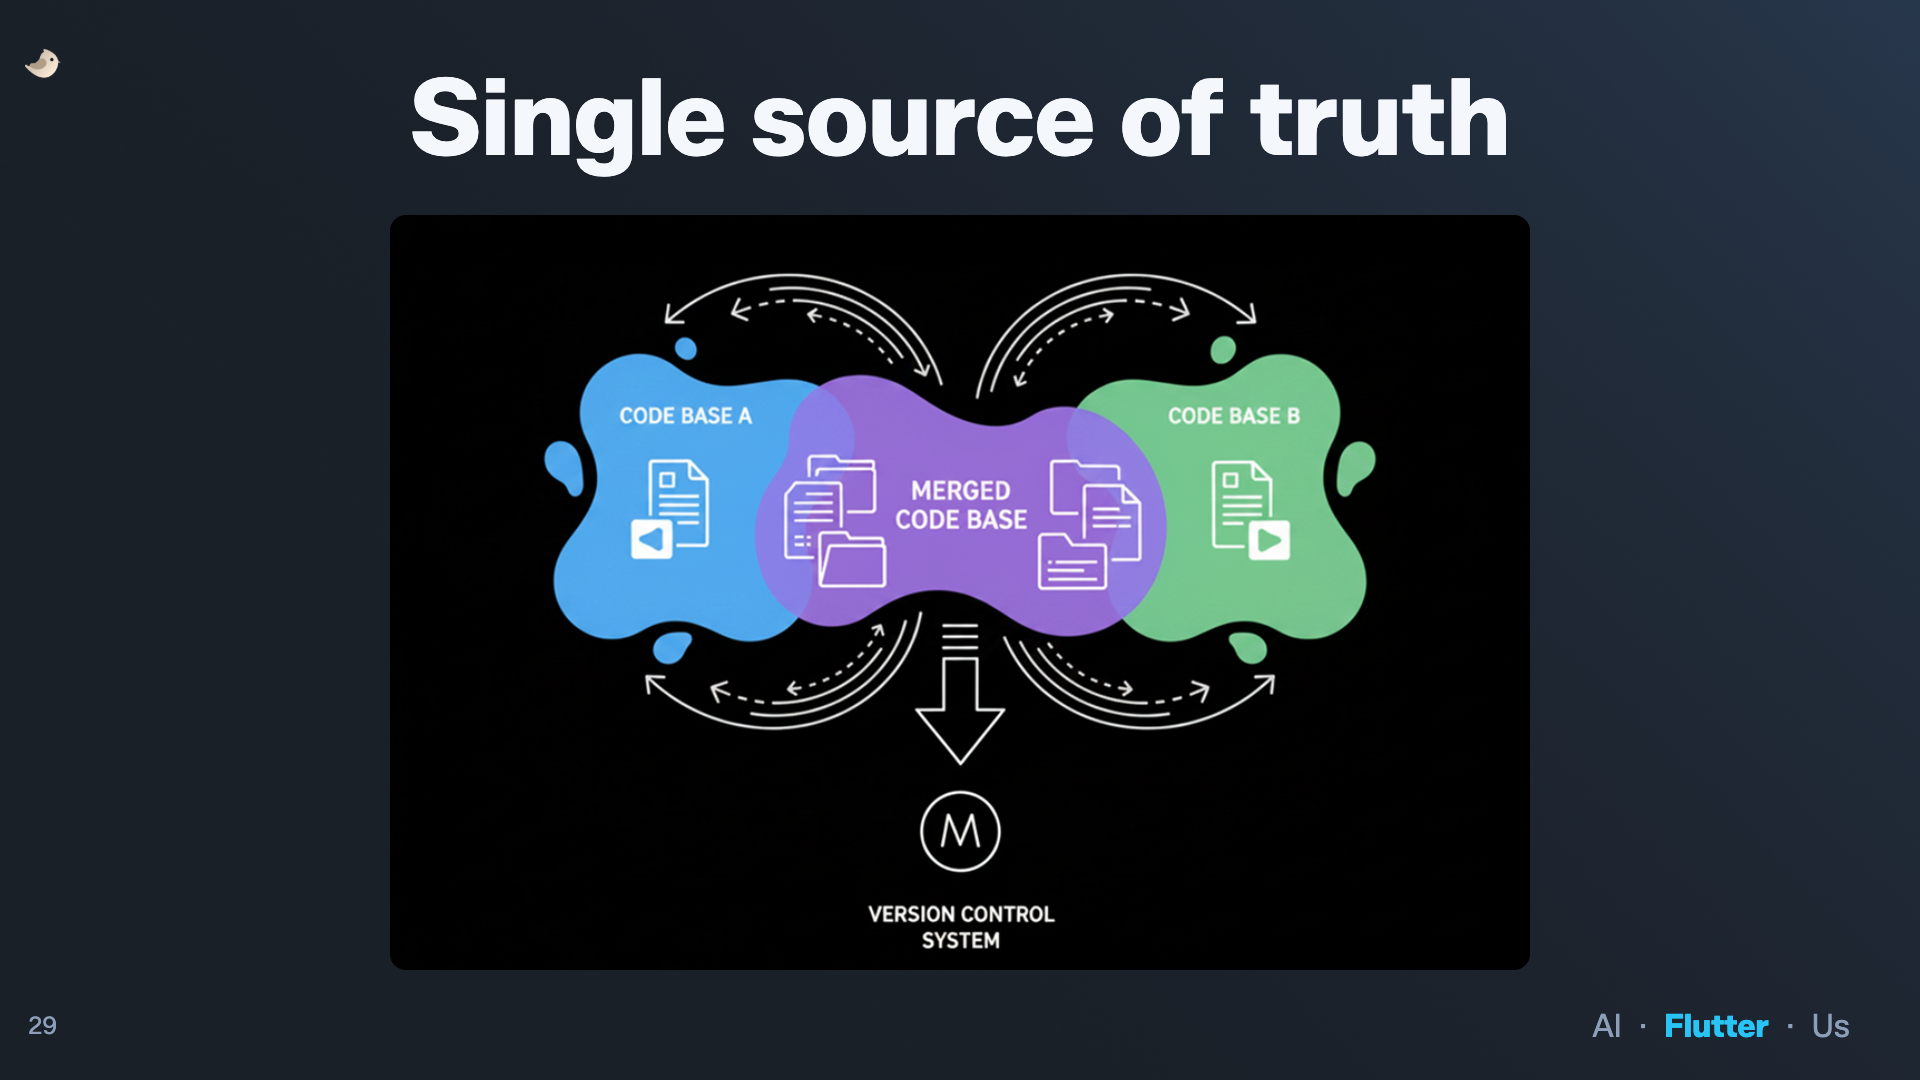 Single source of truth
CODE BASE A
CODE BASE B
MERGED
CODE BASE
M
VERSION CONTROL
SYSTEM
29
AI · Flutter · Us